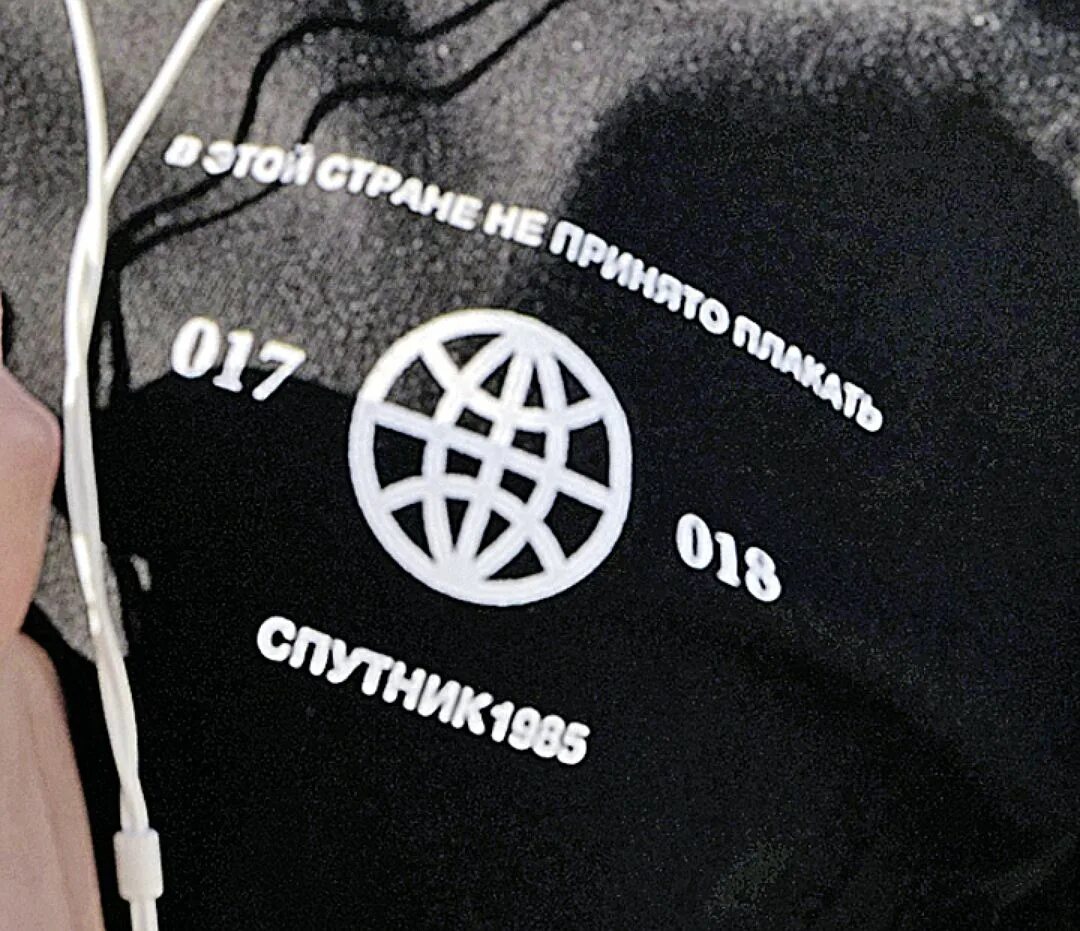 В ЭТОЙ СТРАНЕ НЕ ПРИНЯТО ПЛАКАТЬ
017
018
СПУТНИК1985